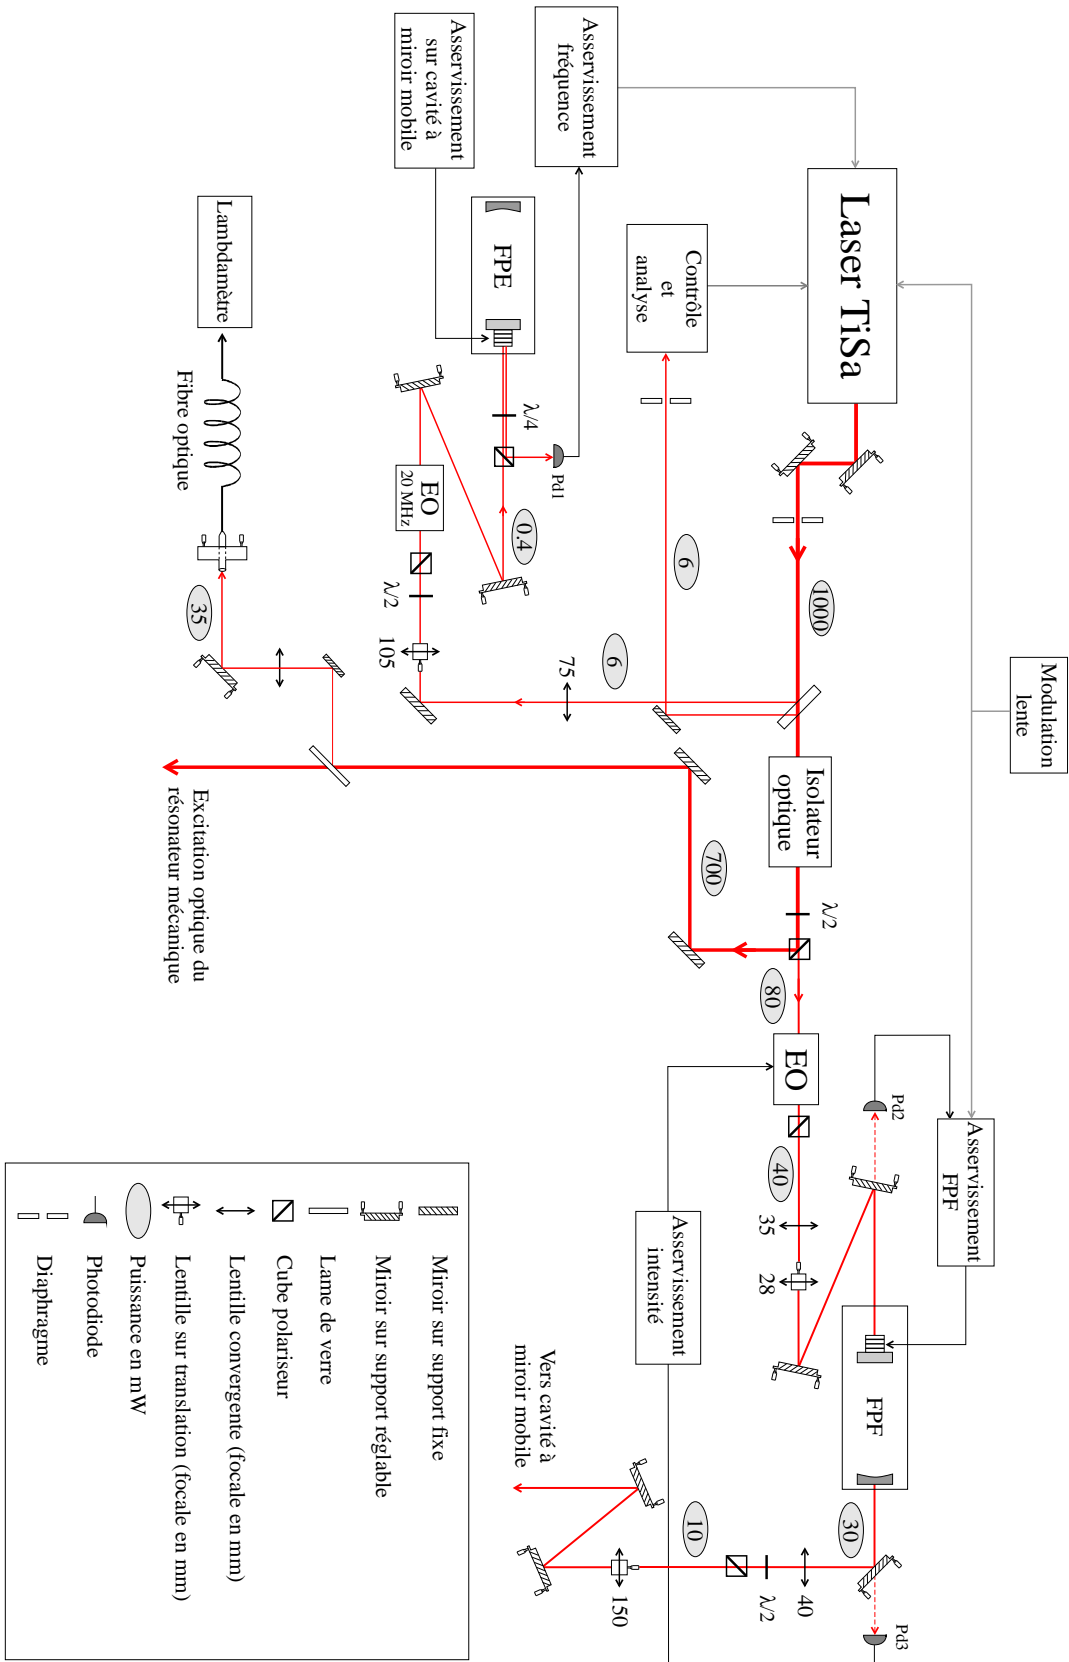 Modulation
lente
Laser TiSa
1000
Isolateur
optique
λ/2
80
EO
40
35
28
Pd2
Asservissement
FPF
FPF
30
Pd3
40
λ/2
10
150
Vers cavité à
miroir mobile
Asservissement
intensité
700
Contrôle
et
analyse
6
6
75
Asservissement
fréquence
Pd1
Asservissement
sur cavité à
miroir mobile
FPE
λ/4
0.4
EO
20 MHz
λ/2
105
Lambdamètre
Fibre optique
35
Excitation optique du
résonateur mécanique
Miroir sur support fixe
Miroir sur support réglable
Lame de verre
Cube polariseur
Lentille convergente (focale en mm)
Lentille sur translation (focale en mm)
Puissance en mW
Photodiode
Diaphragme